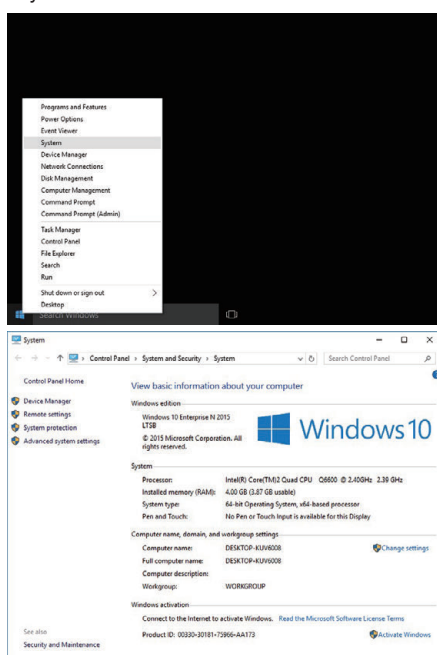 Programs and Features
Power Options
Event Viewer
System
Device Manager
Network Connections
Disk Management
Computer Management
Command Prompt
Command Prompt (Admin)
Task Manager
Control Panel
File Explorer
Search
Run
Shut down or sign out
Desktop
Search Windows
System
Control Panel > System and Security > System
Search Control Panel
Control Panel Home
Device Manager
Remote settings
System protection
Advanced system settings
View basic information about your computer
Windows edition
Windows 10 Enterprise N 2015
LTSB
© 2015 Microsoft Corporation. All
rights reserved.
Windows 10
System
Processor: Intel(R) Core(TM)2 Quad CPU Q6600 @ 2.40GHz 2.39 GHz
Installed memory (RAM): 4.00 GB (3.87 GB usable)
System type: 64-bit Operating System, x64-based processor
Pen and Touch: No Pen or Touch Input is available for this Display
Computer name, domain, and workgroup settings
Computer name: DESKTOP-KUV6008
Change settings
Full computer name: DESKTOP-KUV6008
Computer description:
Workgroup: WORKGROUP
Windows activation
Connect to the Internet to activate Windows. Read the Microsoft Software License Terms
Product ID: 00330-30181-75966-AA173
Activate Windows
See also
Security and Maintenance